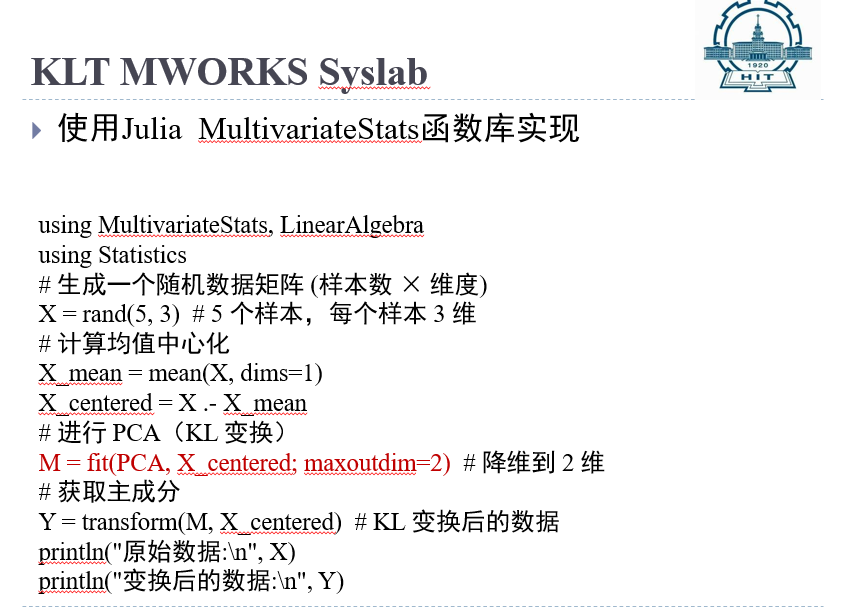 KLT MWORKS Syslab
1920
HIT
使用Julia MultivariateStats函数库实现
using MultivariateStats, LinearAlgebra
using Statistics
# 生成一个随机数据矩阵 (样本数 × 维度)
X = rand(5, 3) # 5 个样本，每个样本 3 维
# 计算均值中心化
X_mean = mean(X, dims=1)
X_centered = X .- X_mean
# 进行 PCA（KL 变换）
M = fit(PCA, X_centered; maxoutdim=2) # 降维到 2 维
# 获取主成分
Y = transform(M, X_centered) # KL 变换后的数据
println("原始数据:\n", X)
println("变换后的数据:\n", Y)